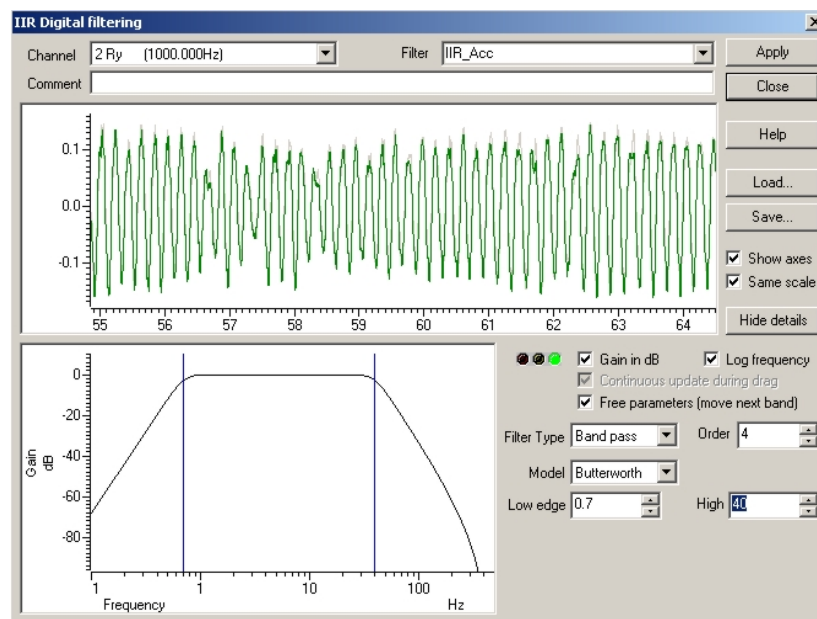 IIR Digital filtering
Channel 2 Ry (1000.000Hz) Filter IIR_Acc Apply
Comment Close
Help
Load...
Save...
Show axes
Same scale
Hide details
0.1
0.0
-0.1
55 56 57 58 59 60 61 62 63 64
Gain in dB Log frequency
Continuous update during drag
Free parameters (move next band)
Filter Type Band pass Order 4
Model Butterworth
Low edge 0.7 High 40
0
-20
-40
-60
-80
Gain
dB
.1 1 10 100
Frequency Hz